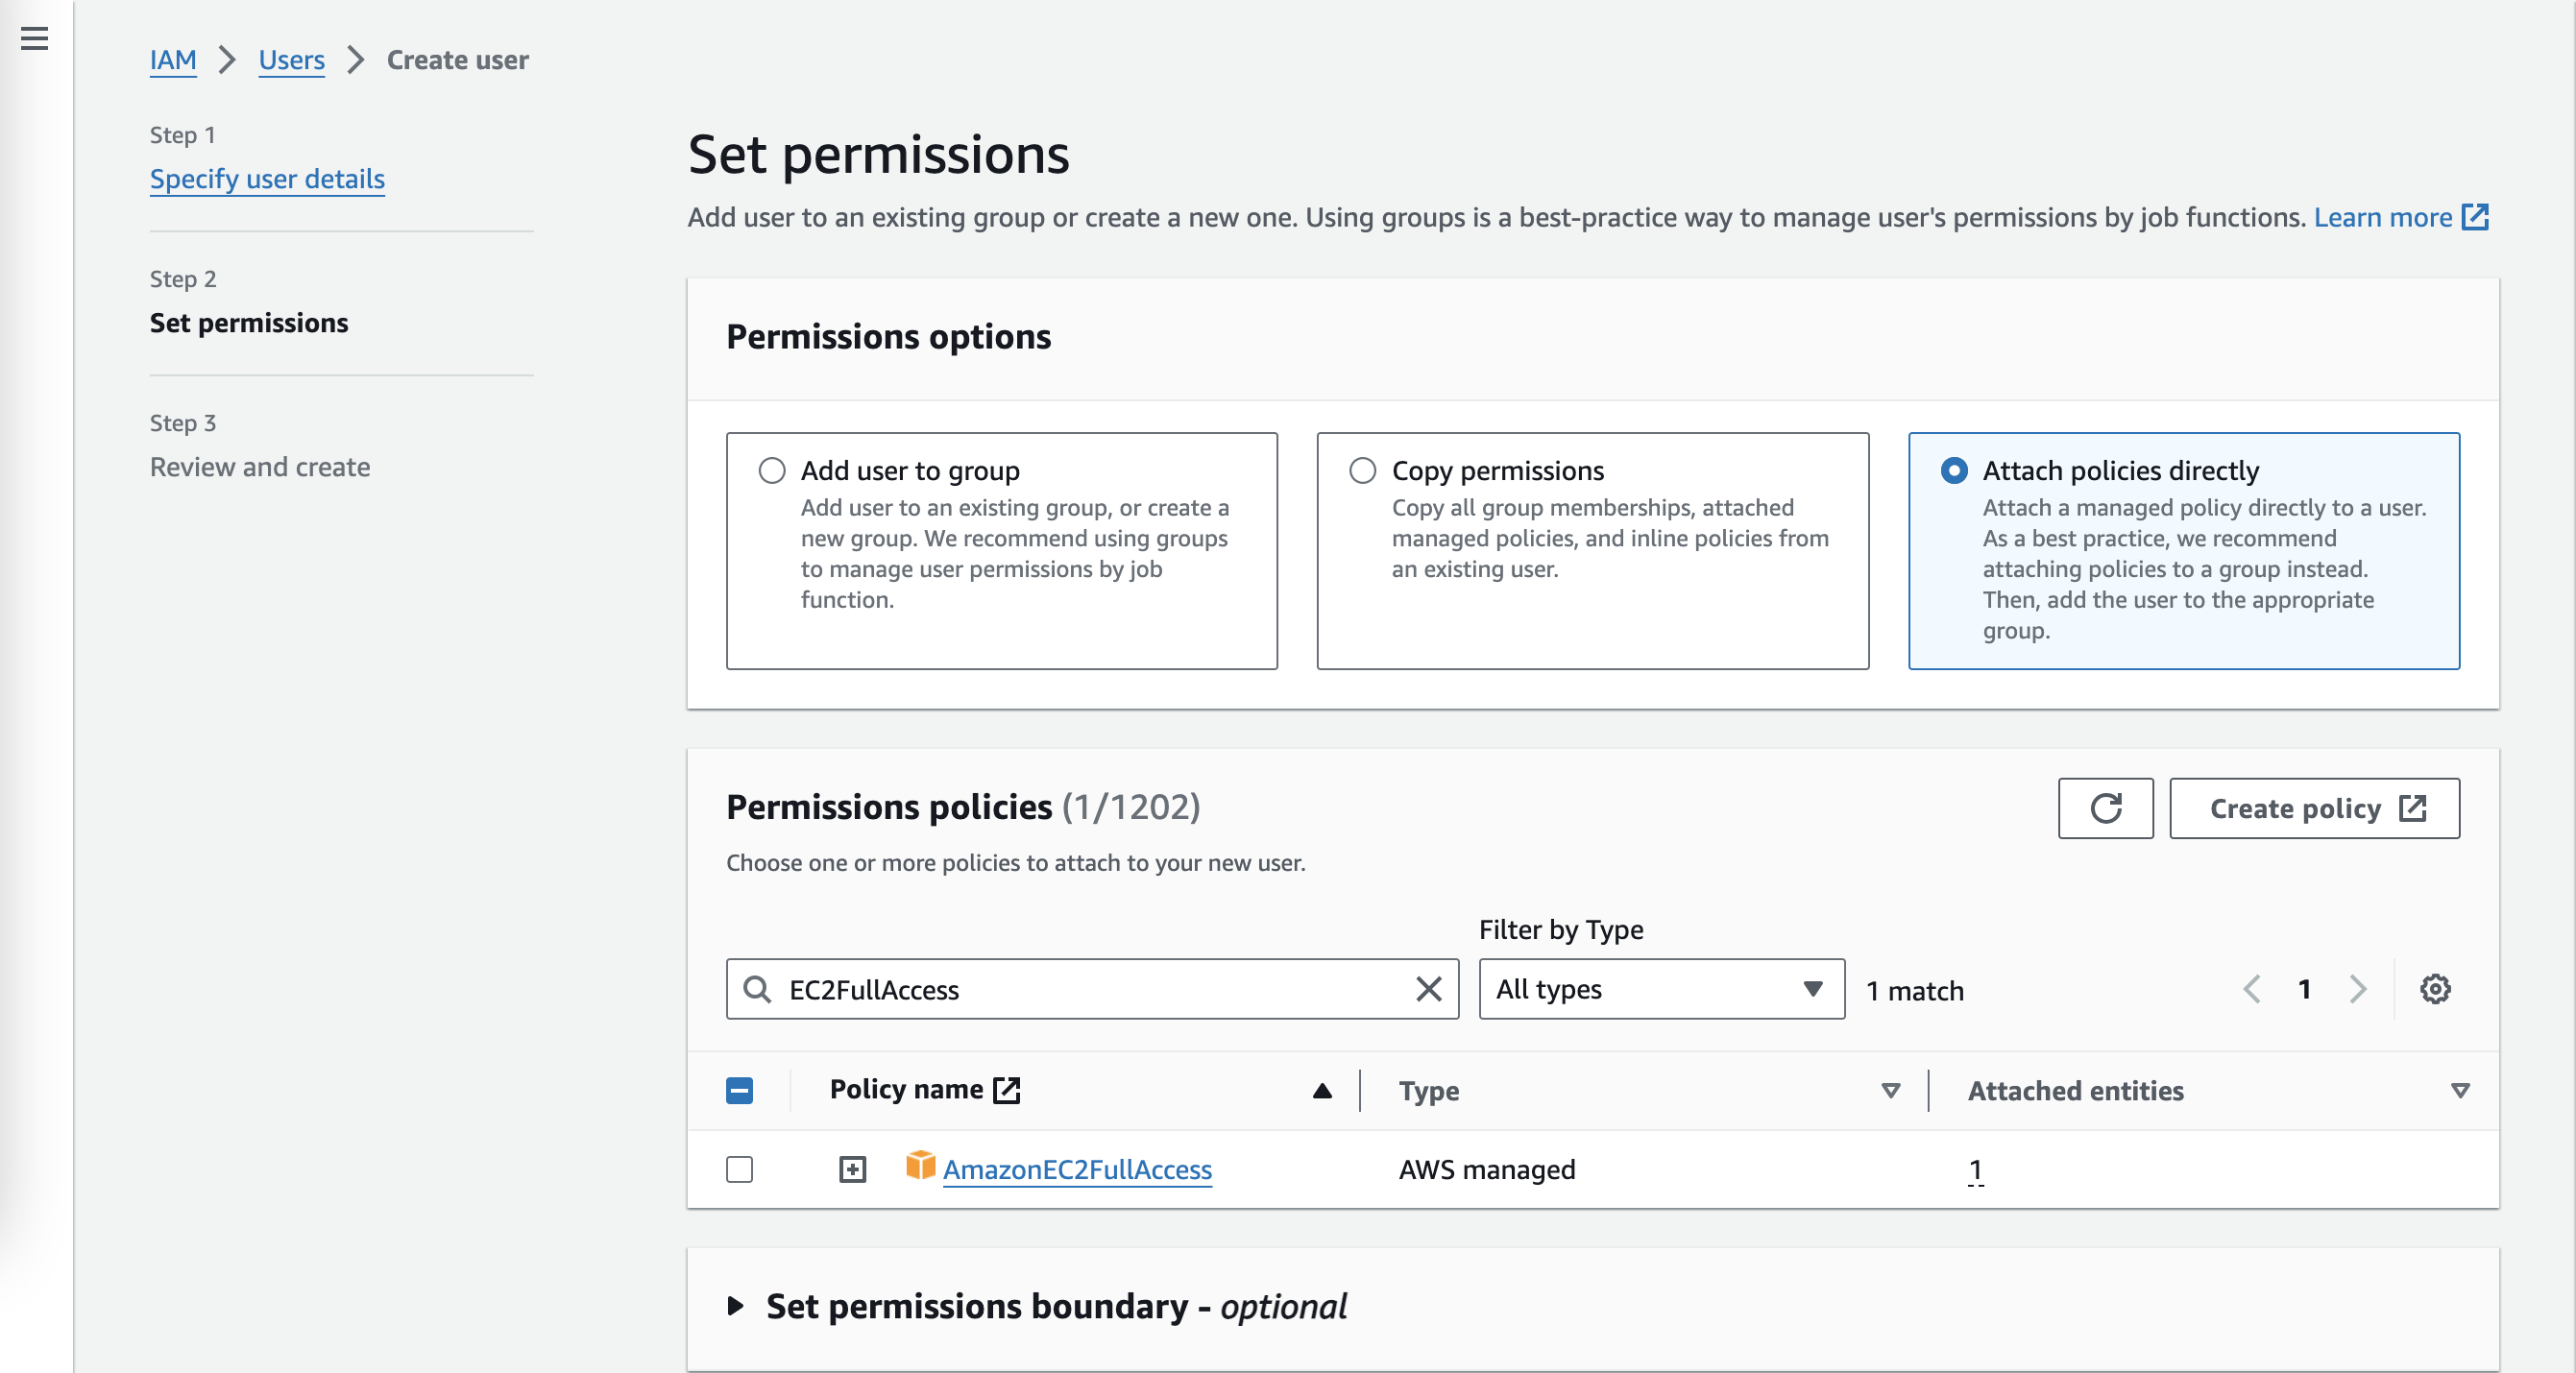 IAM > Users > Create user
Step 1
Specify user details
Step 2
Set permissions
Step 3
Review and create
Set permissions
Add user to an existing group or create a new one. Using groups is a best-practice way to manage user's permissions by job functions. Learn more
Permissions options
Add user to group
Add user to an existing group, or create a
new group. We recommend using groups
to manage user permissions by job
function.
Copy permissions
Copy all group memberships, attached
managed policies, and inline policies from
an existing user.
Attach policies directly
Attach a managed policy directly to a user.
As a best practice, we recommend
attaching policies to a group instead.
Then, add the user to the appropriate
group.
Permissions policies (1/1202)
Create policy
Choose one or more policies to attach to your new user.
Filter by Type
EC2FullAccess
All types
1 match
1
Policy name
Type
Attached entities
AmazonEC2FullAccess
AWS managed
1
Set permissions boundary - optional